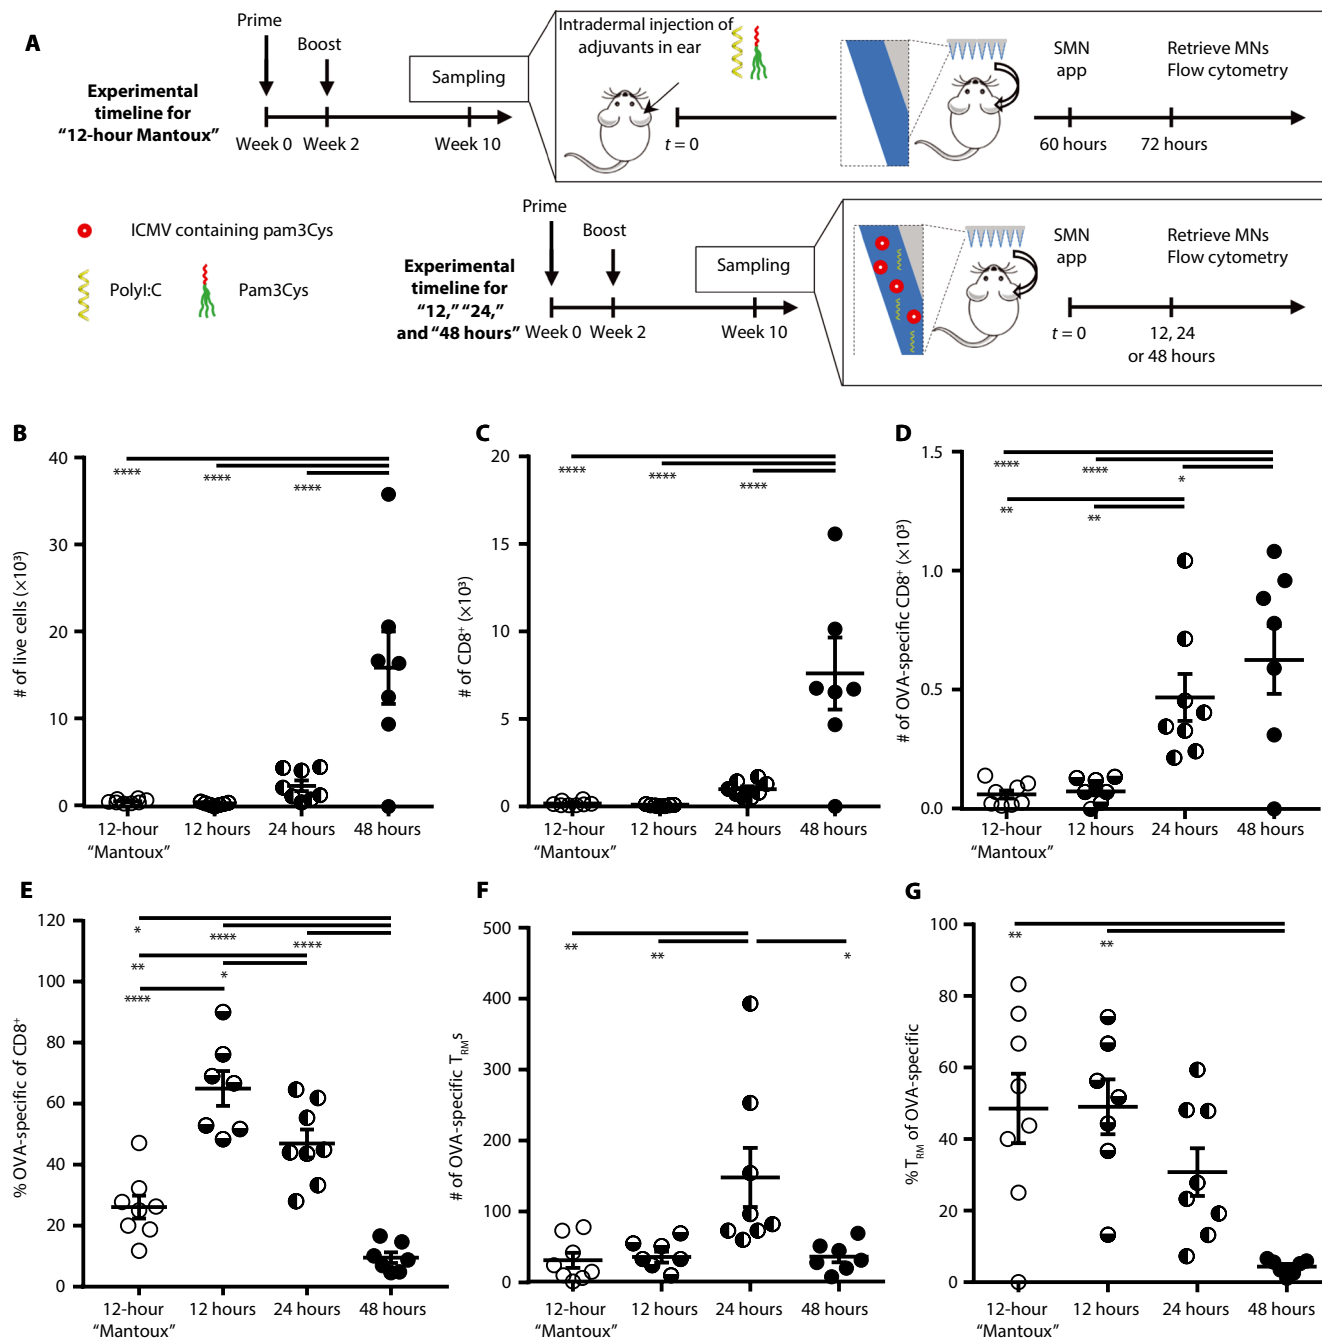 A
Prime
Boost
Sampling
Experimental
timeline for
“12-hour Mantoux”
Week 0
Week 2
Week 10
Intradermal injection of
adjuvants in ear
t = 0
SMN
app
Retrieve MNs
Flow cytometry
60 hours
72 hours
ICMV containing pam3Cys
PolyI:C
Pam3Cys
Prime
Boost
Sampling
Experimental
timeline for
“12,” “24,”
and “48 hours”
Week 0
Week 2
Week 10
SMN
app
Retrieve MNs
Flow cytometry
t = 0
12, 24
or 48 hours
B
# of live cells (×10³)
40
30
20
10
0
****
****
****
12-hour
“Mantoux”
12 hours
24 hours
48 hours
C
# of CD8⁺ (×10³)
20
15
10
5
0
****
****
****
12-hour
“Mantoux”
12 hours
24 hours
48 hours
D
# of OVA-specific CD8⁺ (×10³)
1.5
1.0
0.5
0.0
****
****
*
**
**
12-hour
“Mantoux”
12 hours
24 hours
48 hours
E
% OVA-specific of CD8⁺
120
100
80
60
40
20
0
*
****
****
**
*
****
12-hour
“Mantoux”
12 hours
24 hours
48 hours
F
# of OVA-specific TRMs
500
400
300
200
100
0
**
**
*
12-hour
“Mantoux”
12 hours
24 hours
48 hours
G
% TRM of OVA-specific
100
80
60
40
20
0
**
**
12-hour
“Mantoux”
12 hours
24 hours
48 hours